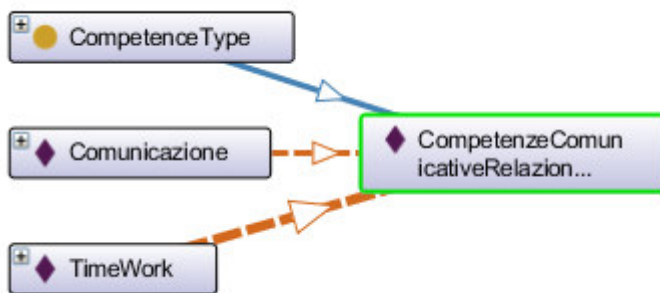 CompetenceType
Comunicazione
CompetenzeComun
icativeRelazion...
TimeWork